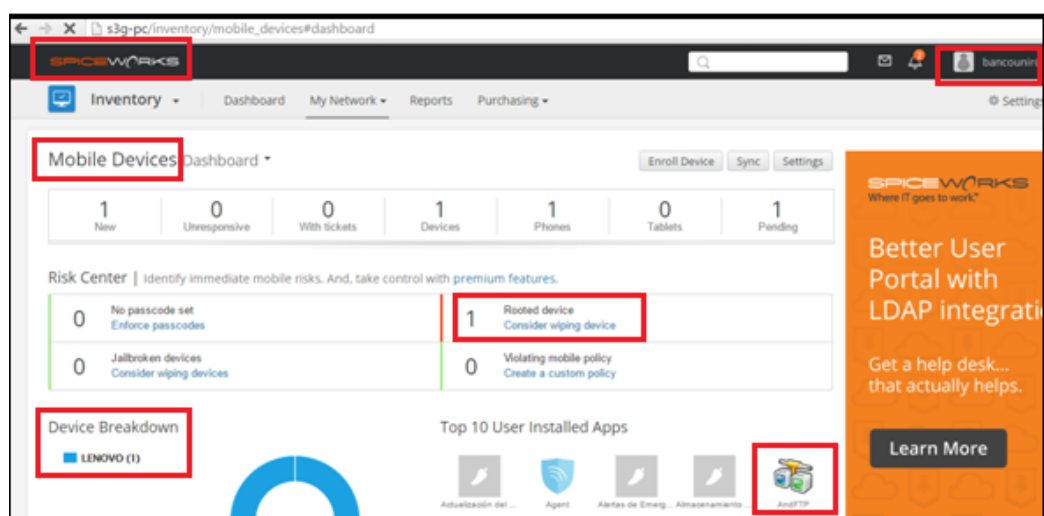 s3g-pc/inventory/mobile_devices#dashboard
SPICEWORKS
2
bancouniri
Inventory
Dashboard
My Network
Reports
Purchasing
Settings
Mobile Devices Dashboard
Enroll Device
Sync
Settings
1
New
0
Unresponsive
0
With tickets
1
Devices
1
Phones
0
Tablets
1
Pending
Risk Center | Identify immediate mobile risks. And, take control with premium features.
0
No passcode set
Enforce passcodes
1
Rooted device
Consider wiping device
0
Jailbroken devices
Consider wiping devices
0
Violating mobile policy
Create a custom policy
Device Breakdown
LENOVO (1)
Top 10 User Installed Apps
Actualización del ...
Agent
Alertas de Emerg...
Almacenamiento ...
AndFTP
SPICEWORKS
Where IT goes to work.™
Better User
Portal with
LDAP integrati
Get a help desk...
that actually helps.
Learn More